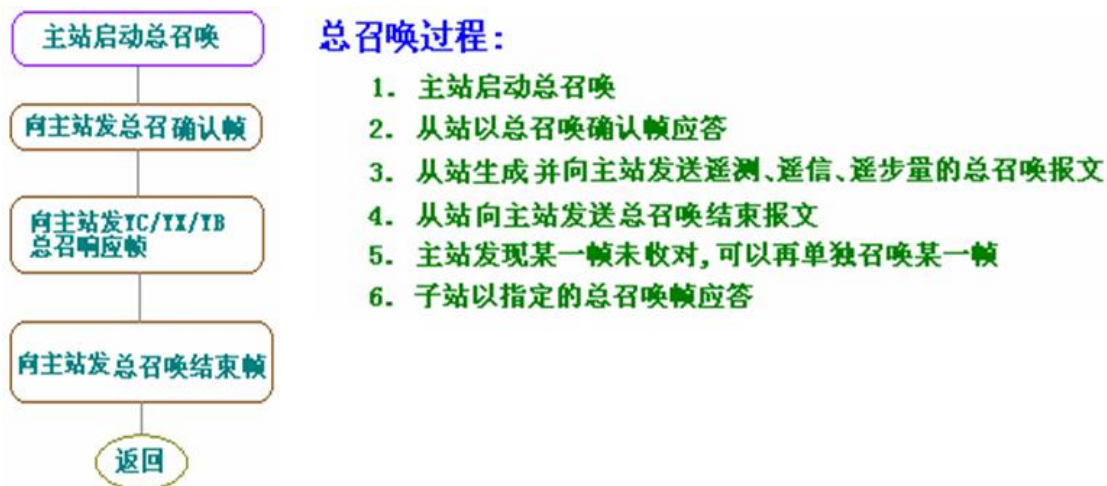 主站启动总召唤
向主站发总召确认帧
向主站发YC/YX/YB
总召响应帧
向主站发总召唤结束帧
返回
总召唤过程:
1. 主站启动总召唤
2. 从站以总召唤确认帧应答
3. 从站生成并向主站发送遥测、遥信、遥步量的总召唤报文
4. 从站向主站发送总召唤结束报文
5. 主站发现某一帧未收对,可以再单独召唤某一帧
6. 子站以指定的总召唤帧应答